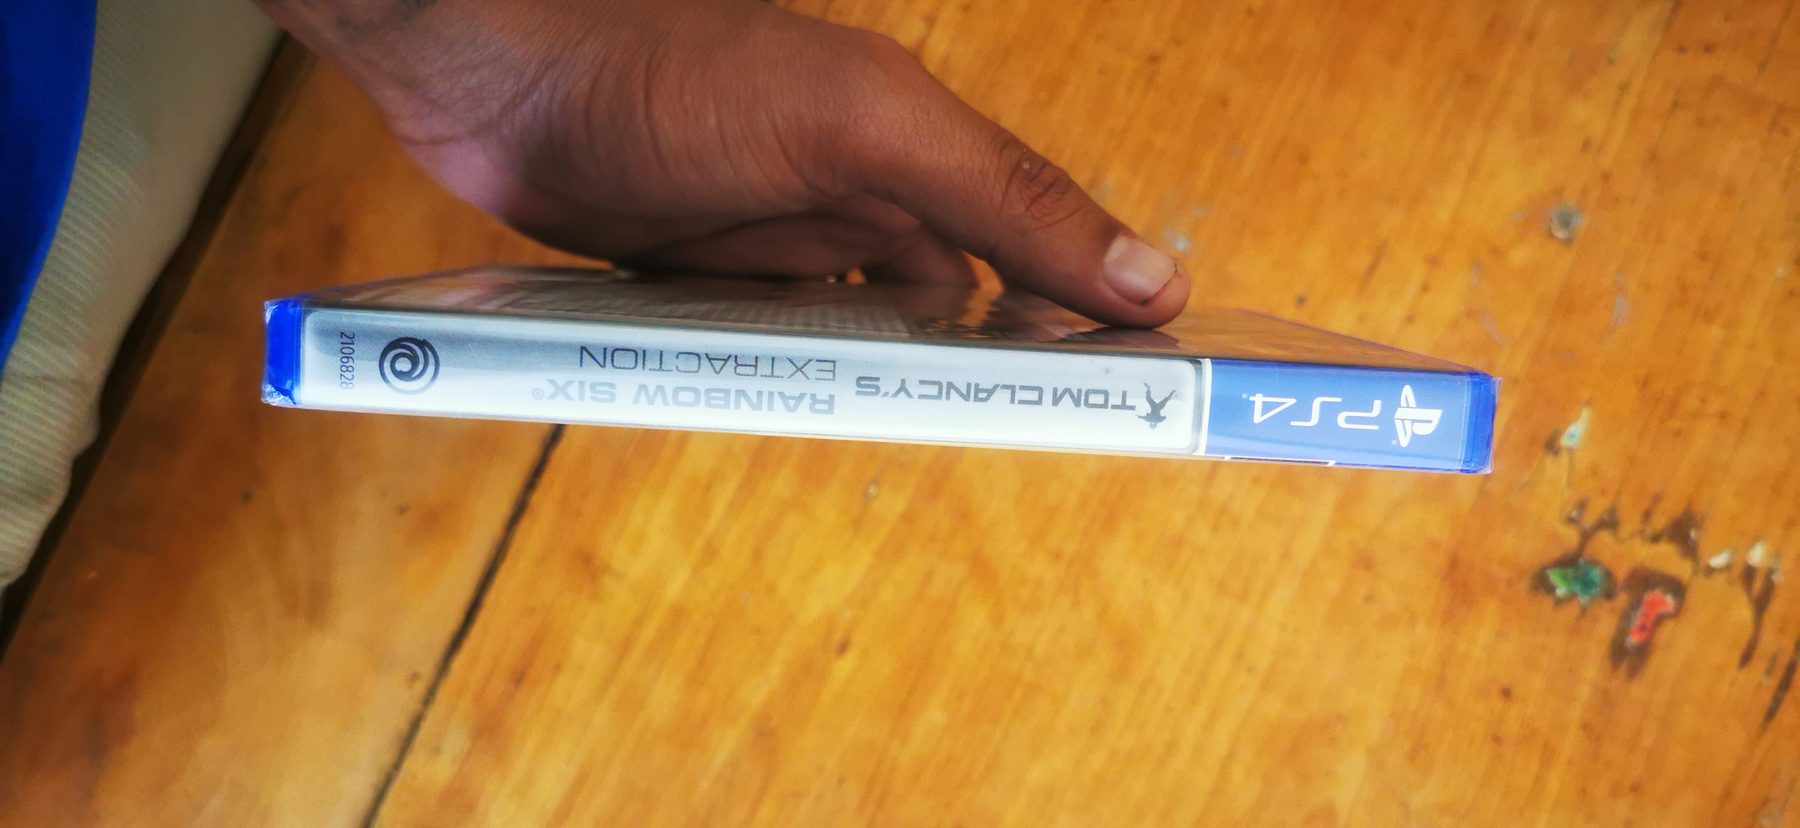 PS4
TOM CLANCY'S
RAINBOW SIX®
EXTRACTION
2106828